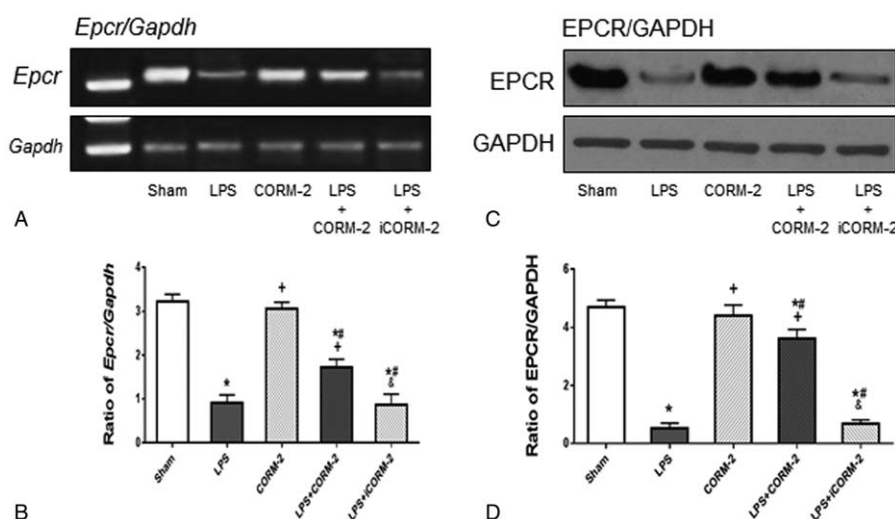 Epcr/Gapdh
Epcr
Gapdh
Sham LPS CORM-2 LPS + CORM-2 LPS + iCORM-2
A
Ratio of Epcr/Gapdh
4
3
2
1
0
*
+
*#
+
*#
&
Sham LPS CORM-2 LPS+CORM-2 LPS+iCORM-2
B
EPCR/GAPDH
EPCR
GAPDH
Sham LPS CORM-2 LPS + CORM-2 LPS + iCORM-2
C
Ratio of EPCR/GAPDH
6
4
2
0
*
+
*#
+
*#
&
Sham LPS CORM-2 LPS+CORM-2 LPS+iCORM-2
D